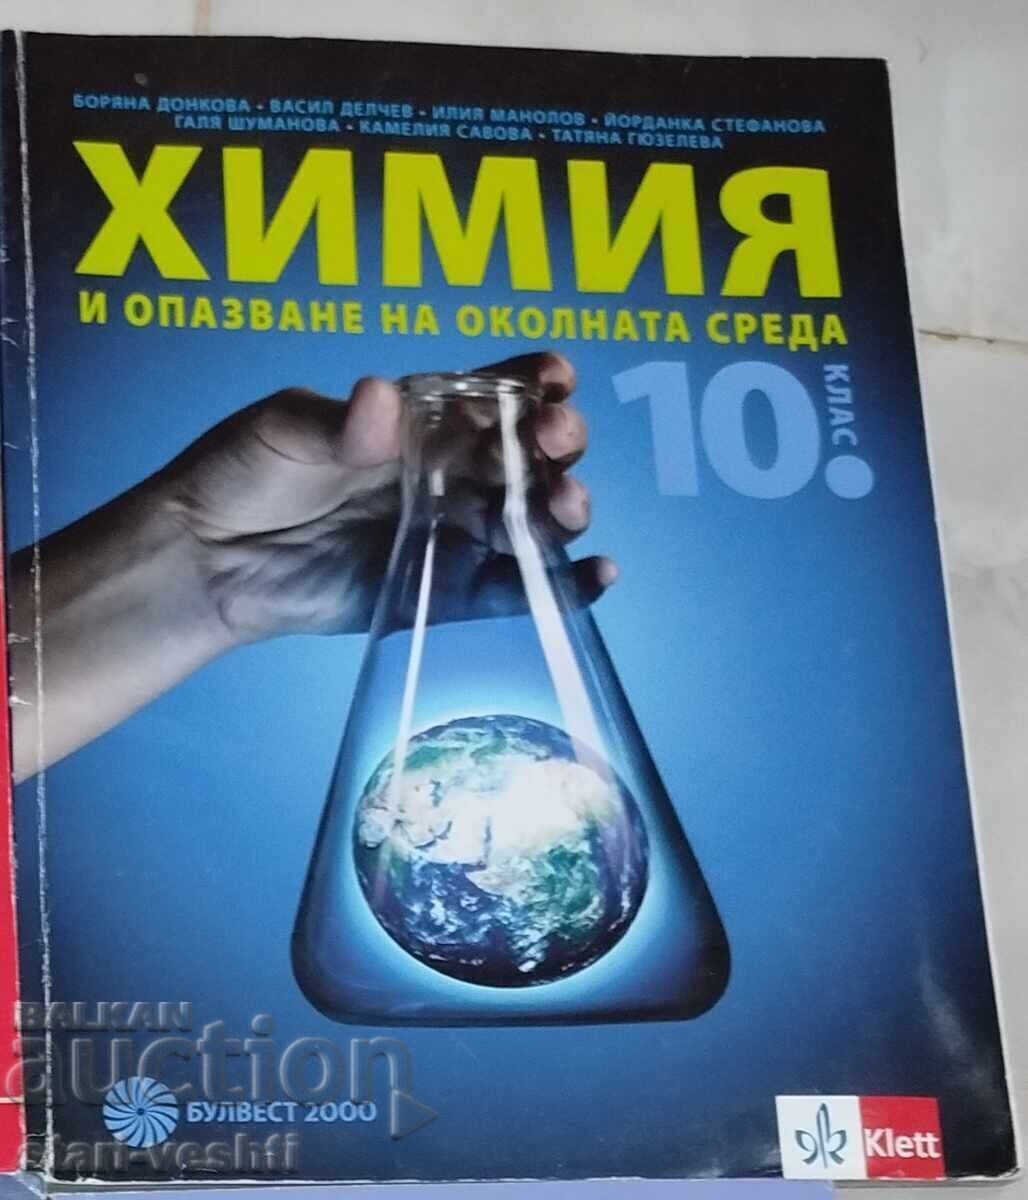 БОРЯНА ДОНКОВА • ВАСИЛ ДЕЛЧЕВ • ИЛИЯ МАНОЛОВ • ЙОРДАНКА СТЕФАНОВА
ГАЛЯ ШУМАНОВА • КАМЕЛИЯ САВОВА • ТАТЯНА ГЮЗЕЛЕВА
ХИМИЯ
И ОПАЗВАНЕ НА ОКОЛНАТА СРЕДА
10.
КЛАС
BALKAN
auction
БУЛВЕСТ 2000
stari-veshti
Klett